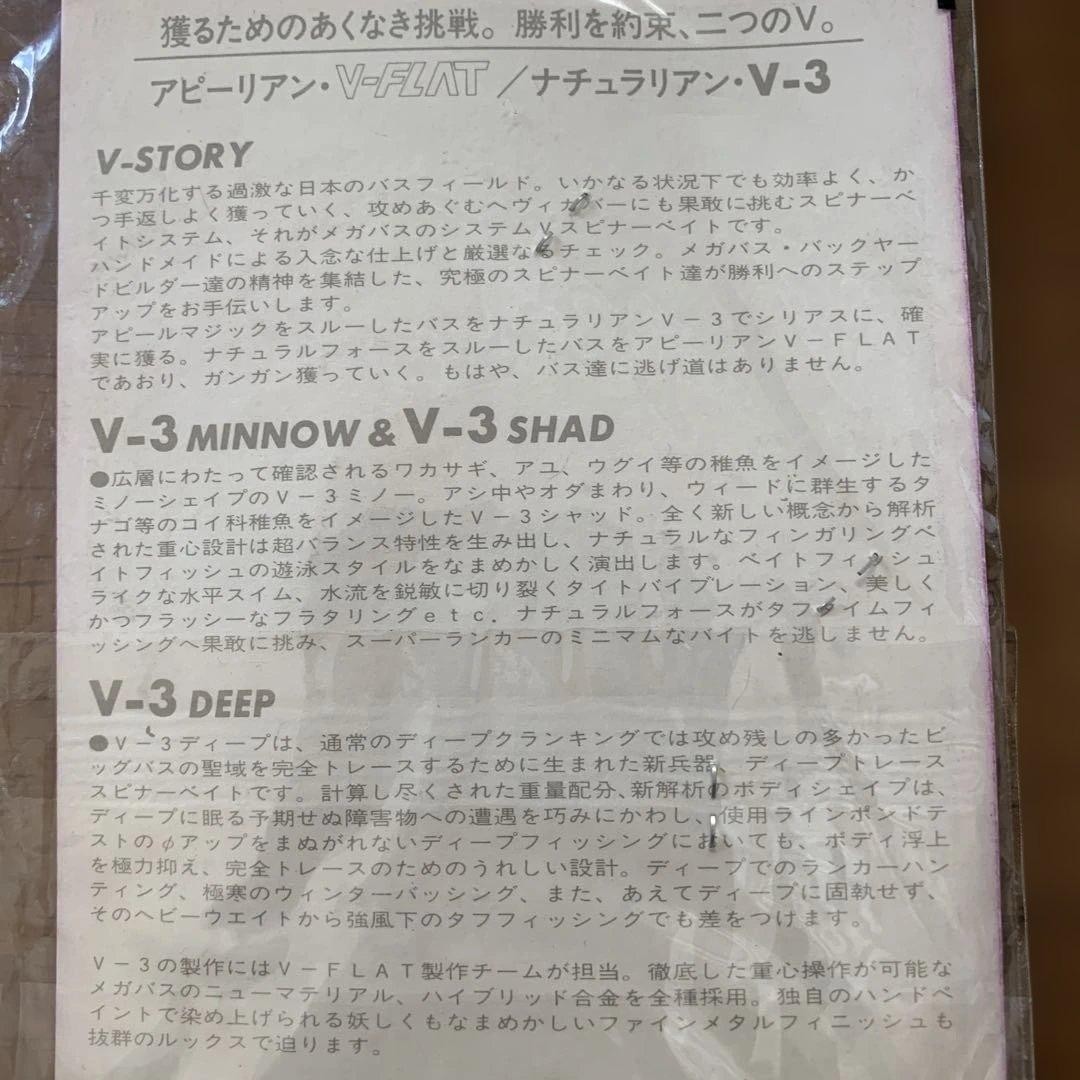 獲るためのあくなき挑戦。勝利を約束、二つのV。
アピーリアン・V-FLAT/ナチュラリアン・V-3
V-STORY
千変万化する過激な日本のバスフィールド。いかなる状況下でも効率よく、か
つ手返しよく獲っていく、攻めあぐむヘヴィカバーにも果敢に挑むスピナーベ
イトシステム、それがメガバスのシステムVスピナーベイトです。
ハンドメイドによる入念な仕上げと厳選なるチェック。メガバス・バックヤー
ドビルダー達の精神を集結した、究極のスピナーベイト達が勝利へのステップ
アップをお手伝いします。
アピールマジックをスルーしたバスをナチュラリアンV-3でシリアスに、確
実に獲る。ナチュラルフォースをスルーしたバスをアピーリアンV-FLAT
であおり、ガンガン獲っていく。もはや、バス達に逃げ道はありません。
V-3 MINNOW & V-3 SHAD
●広層にわたって確認されるワカサギ、アユ、ウグイ等の稚魚をイメージした
ミノーシェイプのV-3ミノー。アシ中やオダまわり、ウィードに群生するタ
ナゴ等のコイ科稚魚をイメージしたV-3シャッド。全く新しい概念から解析
された重心設計は超バランス特性を生み出し、ナチュラルなフィンガリングベ
イトフィッシュの遊泳スタイルをなまめかしく演出します。ベイトフィッシュ
ライクな水平スイム、水流を鋭敏に切り裂くタイトバイブレーション、美しく
かつフラッシーなフラタリングetc. ナチュラルフォースがタフタイムフィ
ッシングへ果敢に挑み、スーパーランカーのミニマムなバイトを逃しません。
V-3 DEEP
●V-3ディープは、通常のディープクランキングでは攻め残しの多かったビ
ッグバスの聖域を完全トレースするために生まれた新兵器、ディープトレース
スピナーベイトです。計算し尽くされた重量配分、新解析のボディシェイプは、
ディープに眠る予期せぬ障害物への遭遇を巧みにかわし、使用ラインポンドテ
ストのφアップをまぬがれないディープフィッシングにおいても、ボディ浮上
を極力抑え、完全トレースのためのうれしい設計。ディープでのランカーハン
ティング、極寒のウィンターバッシング、また、あえてディープに固執せず、
そのヘビーウエイトから強風下のタフフィッシングでも差をつけます。
V-3の製作にはV-FLAT製作チームが担当。徹底した重心操作が可能な
メガバスのニューマテリアル、ハイブリッド合金を全種採用。独自のハンドペ
イントで染め上げられる妖しくもなまめかしいファインメタルフィニッシュも
抜群のルックスで迫ります。